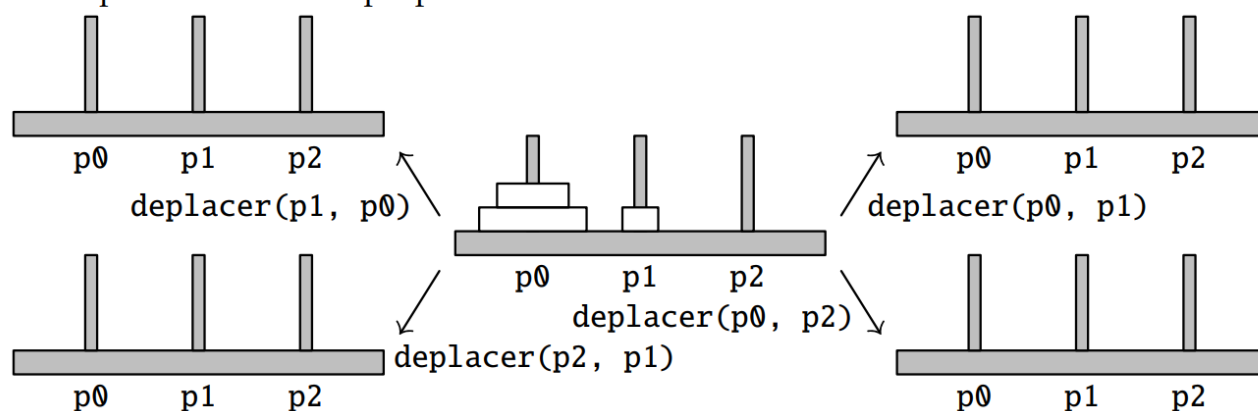 p0 p1 p2
p0 p1 p2
deplacer(p1, p0)
deplacer(p0, p1)
p0 p1 p2
deplacer(p0, p2)
deplacer(p2, p1)
p0 p1 p2
p0 p1 p2